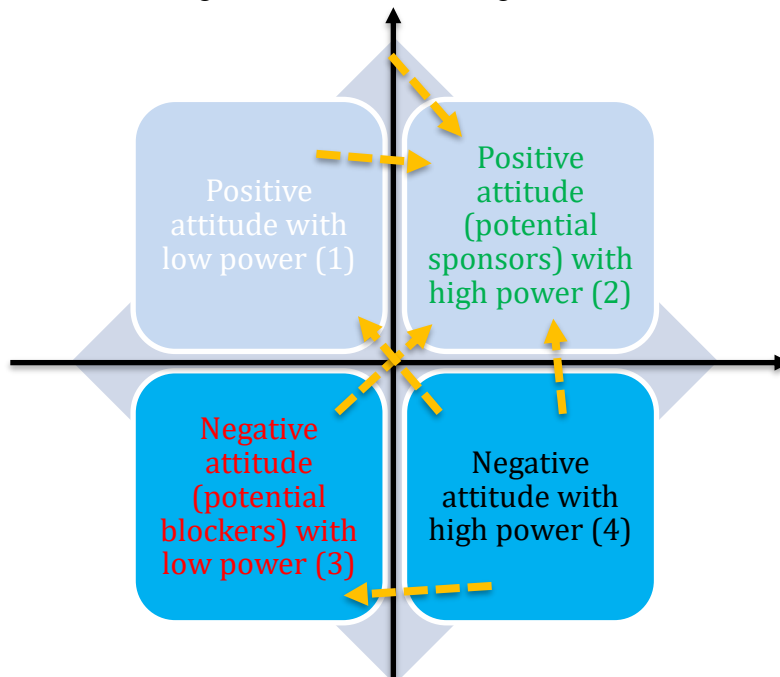 Positive
attitude with
low power (1)
Positive
attitude
(potential
sponsors) with
high power (2)
Negative
attitude
(potential
blockers) with
low power (3)
Negative
attitude with
high power (4)